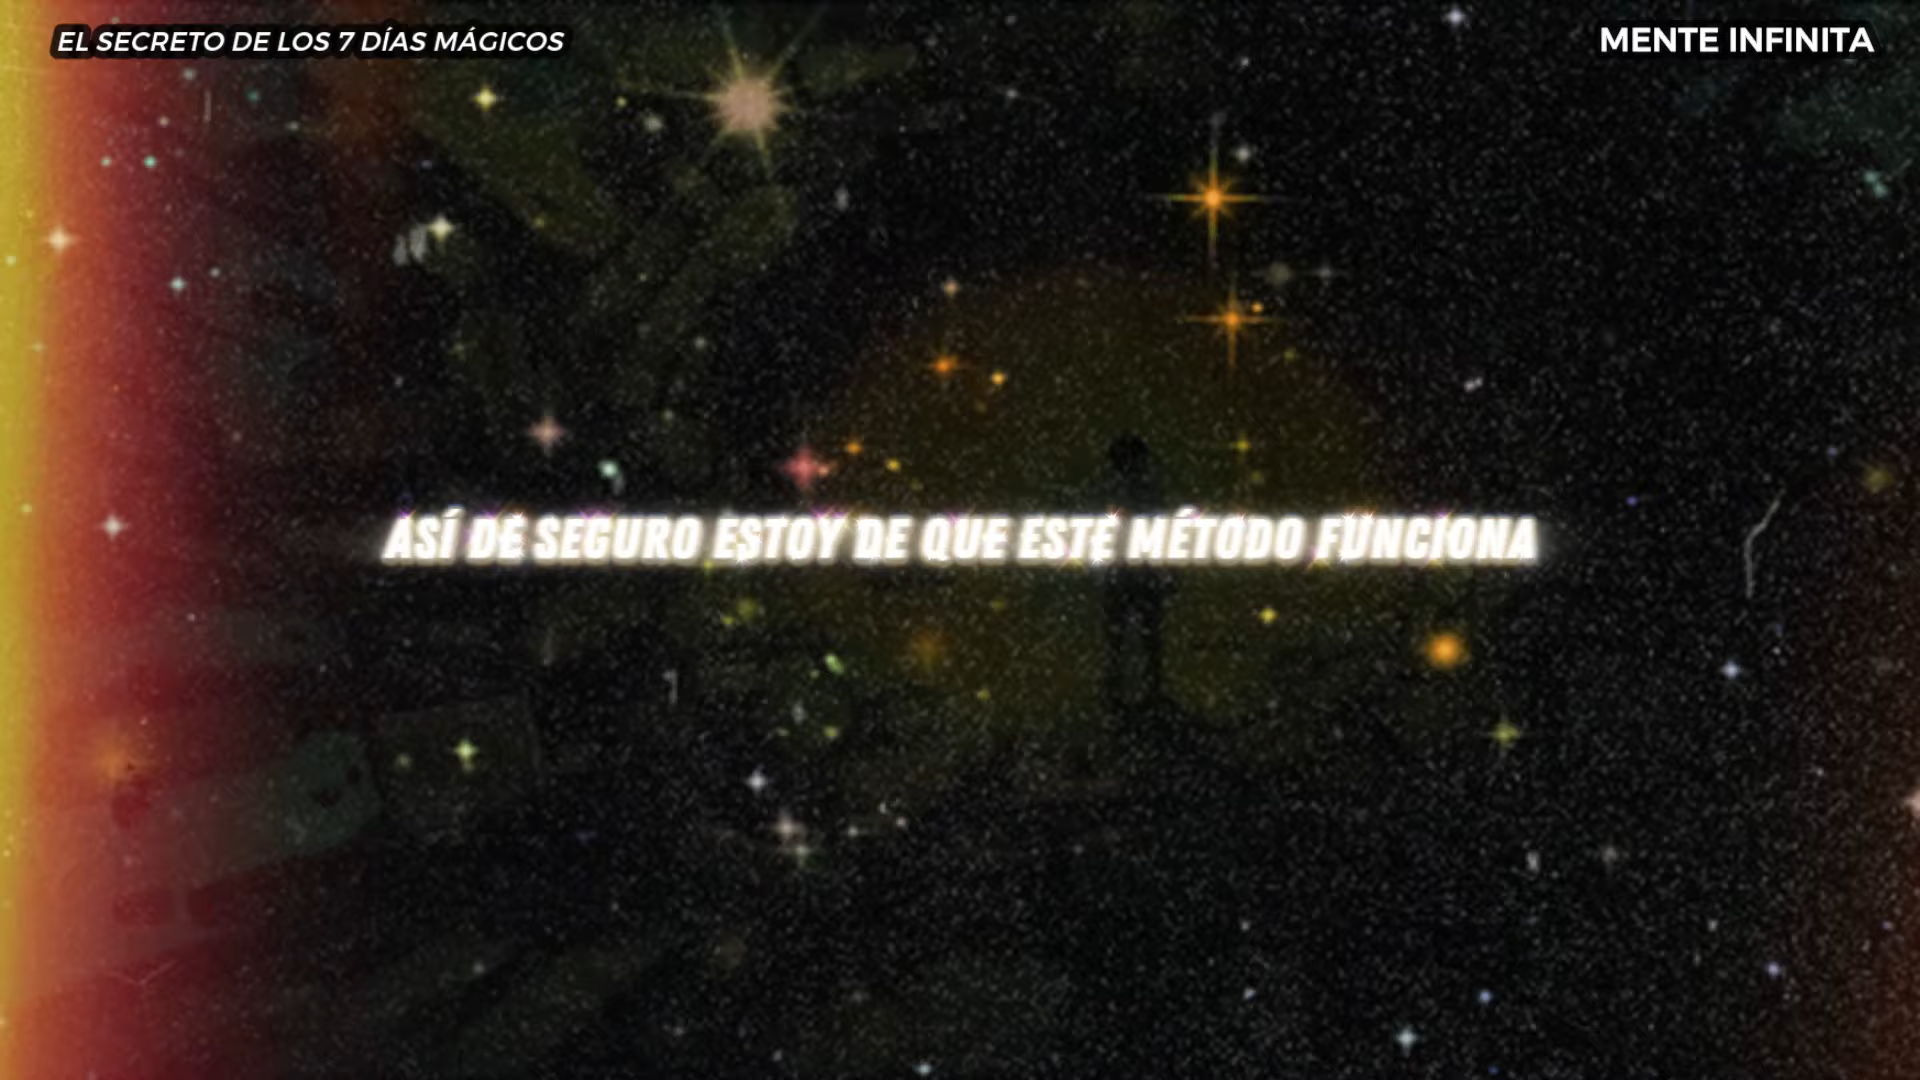 EL SECRETO DE LOS 7 DÍAS MÁGICOS
MENTE INFINITA
ASÍ DE SEGURO ESTOY DE QUE ESTE MÉTODO FUNCIONA